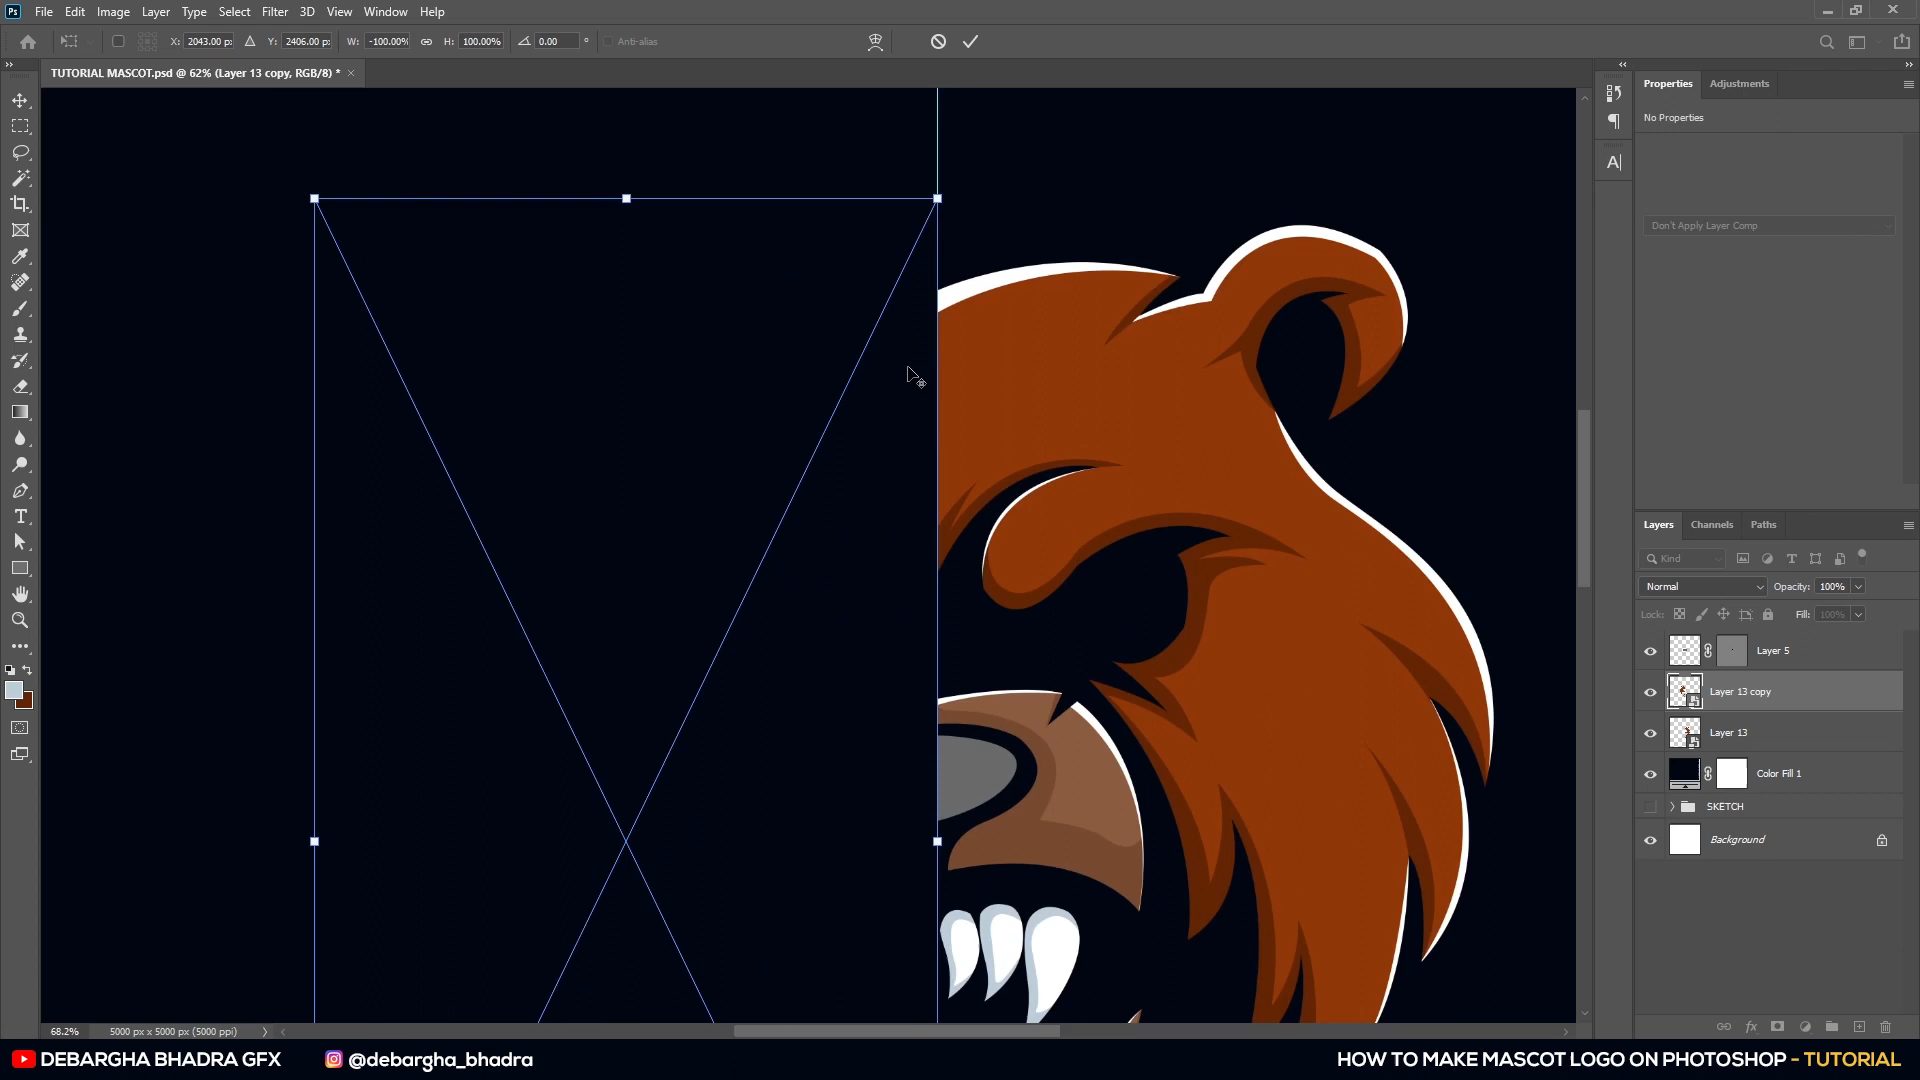 Ps File Edit Image Layer Type Select Filter 3D View Window Help
X: 2043.00 p: Y: 2406.00 p: W: -100.00% H: 100.00% 0.00 ° Anti-alias
TUTORIAL MASCOT.psd @ 62% (Layer 13 copy, RGB/8) * ×
Properties Adjustments
No Properties
Don't Apply Layer Comp
Layers Channels Paths
Kind
Normal Opacity: 100%
Lock: Fill: 100%
Layer 5
Layer 13 copy
Layer 13
Color Fill 1
SKETCH
Background
68.2% 5000 px x 5000 px (5000 ppi)
DEBARGHA BHADRA GFX @debargha_bhadra HOW TO MAKE MASCOT LOGO ON PHOTOSHOP - TUTORIAL